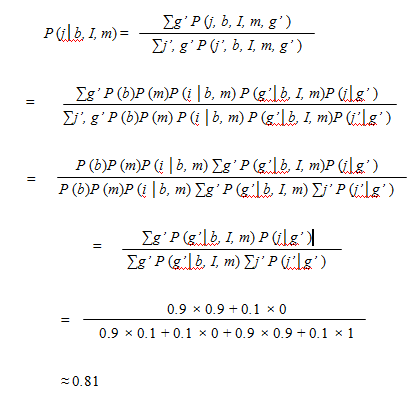 P (j|b, I, m) = ∑g' P (j, b, I, m, g' ) / ∑j', g' P (j', b, I, m, g' )
= ∑g' P (b)P (m)P (i | b, m) P (g'|b, I, m)P (j|g' ) / ∑j', g' P (b)P (m) P (i | b, m) P (g'|b, I, m)P (j'|g' )
= P (b)P (m)P (i | b, m) ∑g' P (g'|b, I, m)P (j|g' ) / P (b)P (m)P (i | b, m) ∑g' P (g'|b, I, m) ∑j' P (j'|g' )
= ∑g' P (g'|b, I, m) P (j|g' ) / ∑g' P (g'|b, I, m) ∑j' P (j'|g' )
= 0.9 × 0.9 + 0.1 × 0 / 0.9 × 0.1 + 0.1 × 0 + 0.9 × 0.9 + 0.1 × 1
≈ 0.81